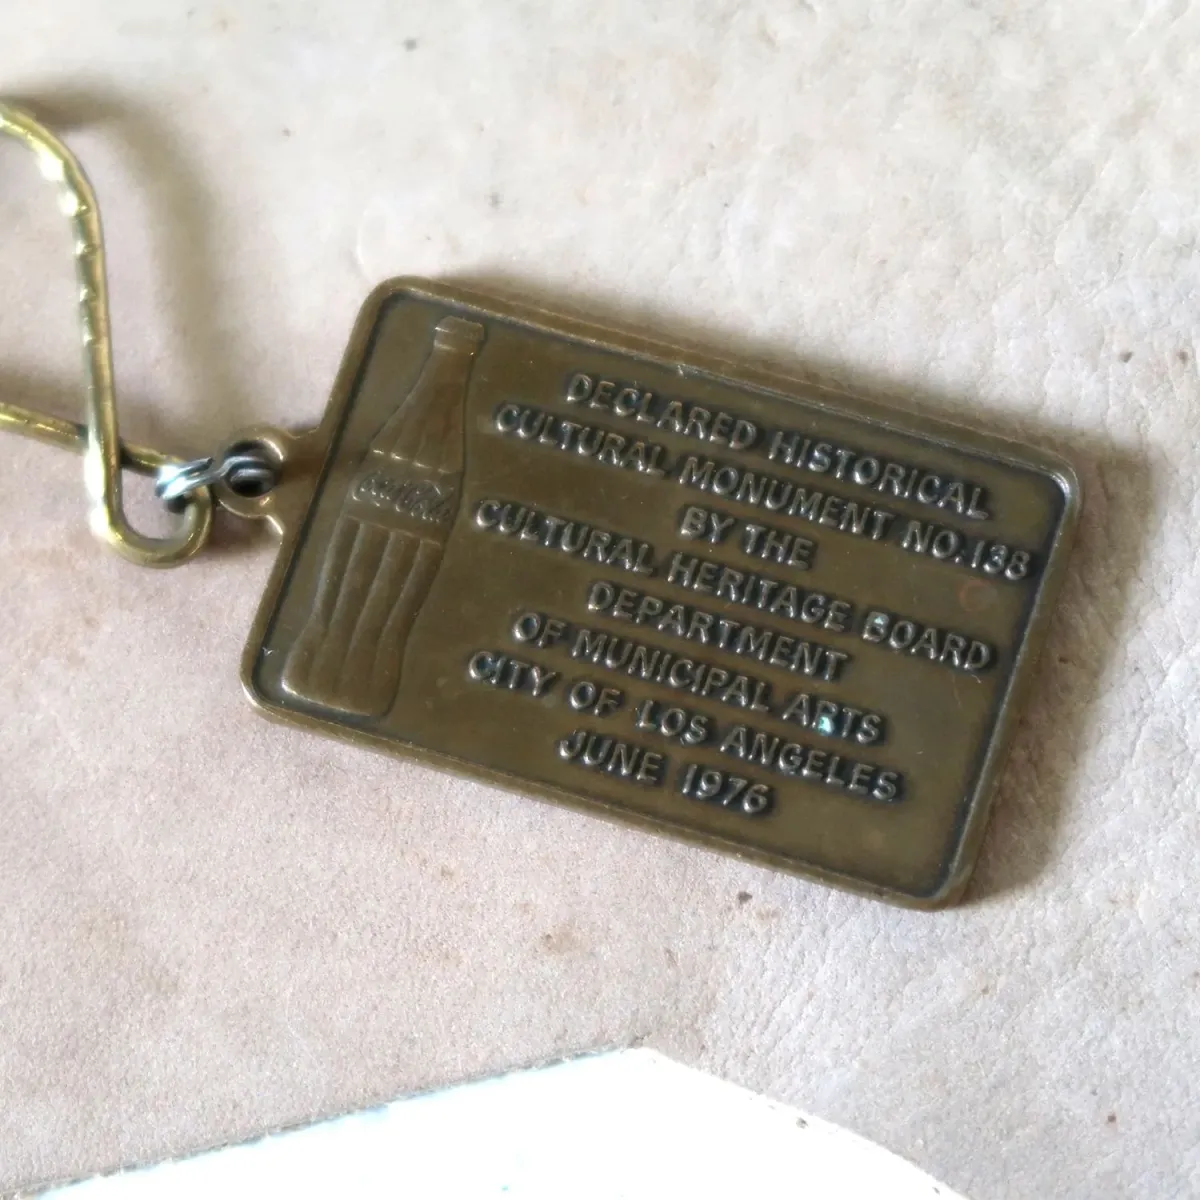 Coca-Cola
DECLARED HISTORICAL
CULTURAL MONUMENT NO.138
BY THE
CULTURAL HERITAGE BOARD
DEPARTMENT
OF MUNICIPAL ARTS
CITY OF LOS ANGELES
JUNE 1976